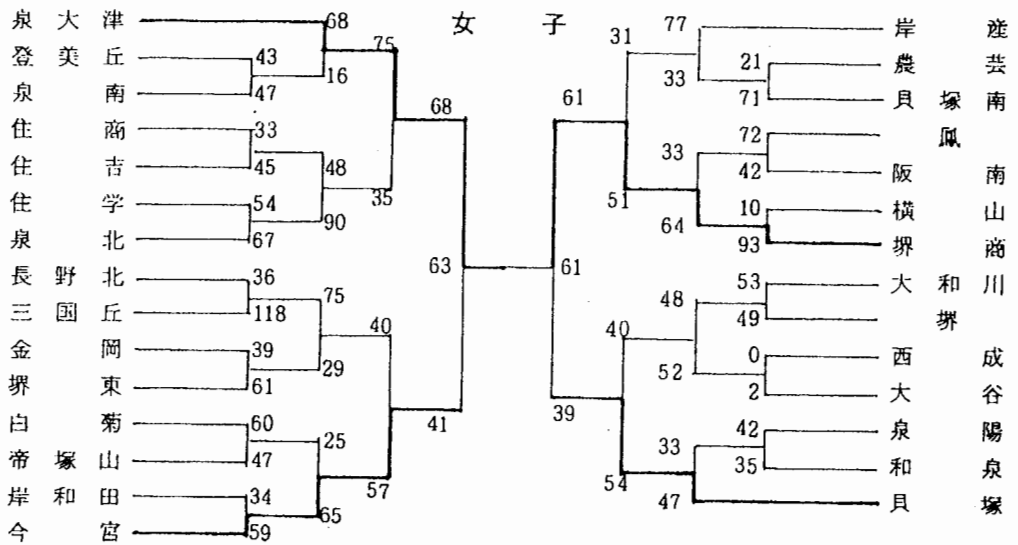 女子
泉大津 68
登美丘 43
75
16
泉南 47
68
住商 33
住吉 45
48
35
住学 54
90
泉北 67
63
長野北 36
75
三国丘 118
40
金岡 39
29
堺東 61
41
白菊 60
25
帝塚山 47
57
岸和田 34
65
今宮 59
77 岸産
31
21 農芸
33
71 貝塚南
61
72 鳳
33
42 阪南
51
10 横山
64
93 堺商
61
53 大和川
48
49 堺
40
0 西成
52
2 大谷
39
42 泉陽
33
35 和泉
54
47 貝塚